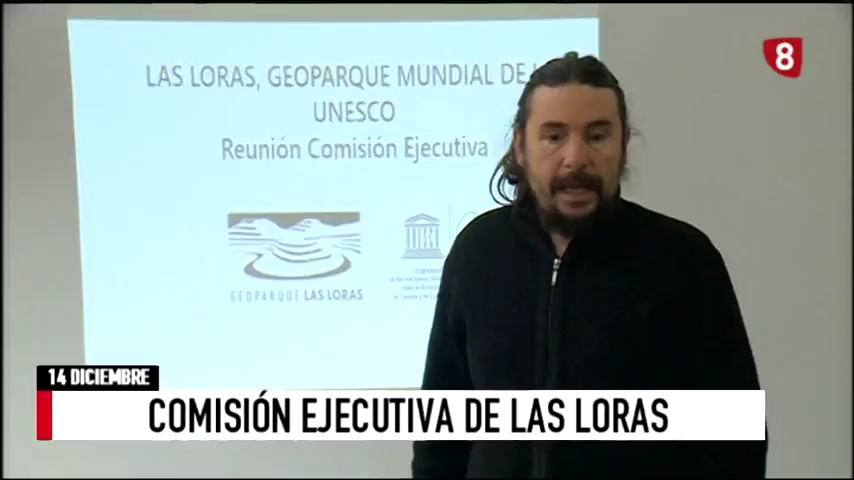 8
LAS LORAS, GEOPARQUE MUNDIAL DE
UNESCO
Reunión Comisión Ejecutiva
GEOPARQUE LAS LORAS
14 DICIEMBRE
COMISIÓN EJECUTIVA DE LAS LORAS